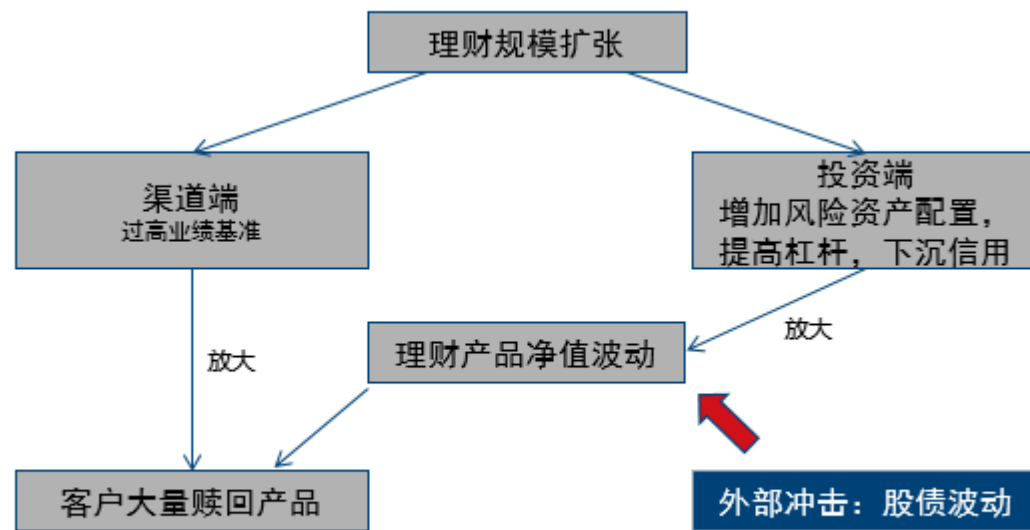 理财规模扩张
渠道端
过高业绩基准
投资端
增加风险资产配置，
提高杠杆，下沉信用
放大
放大
理财产品净值波动
客户大量赎回产品
外部冲击：股债波动